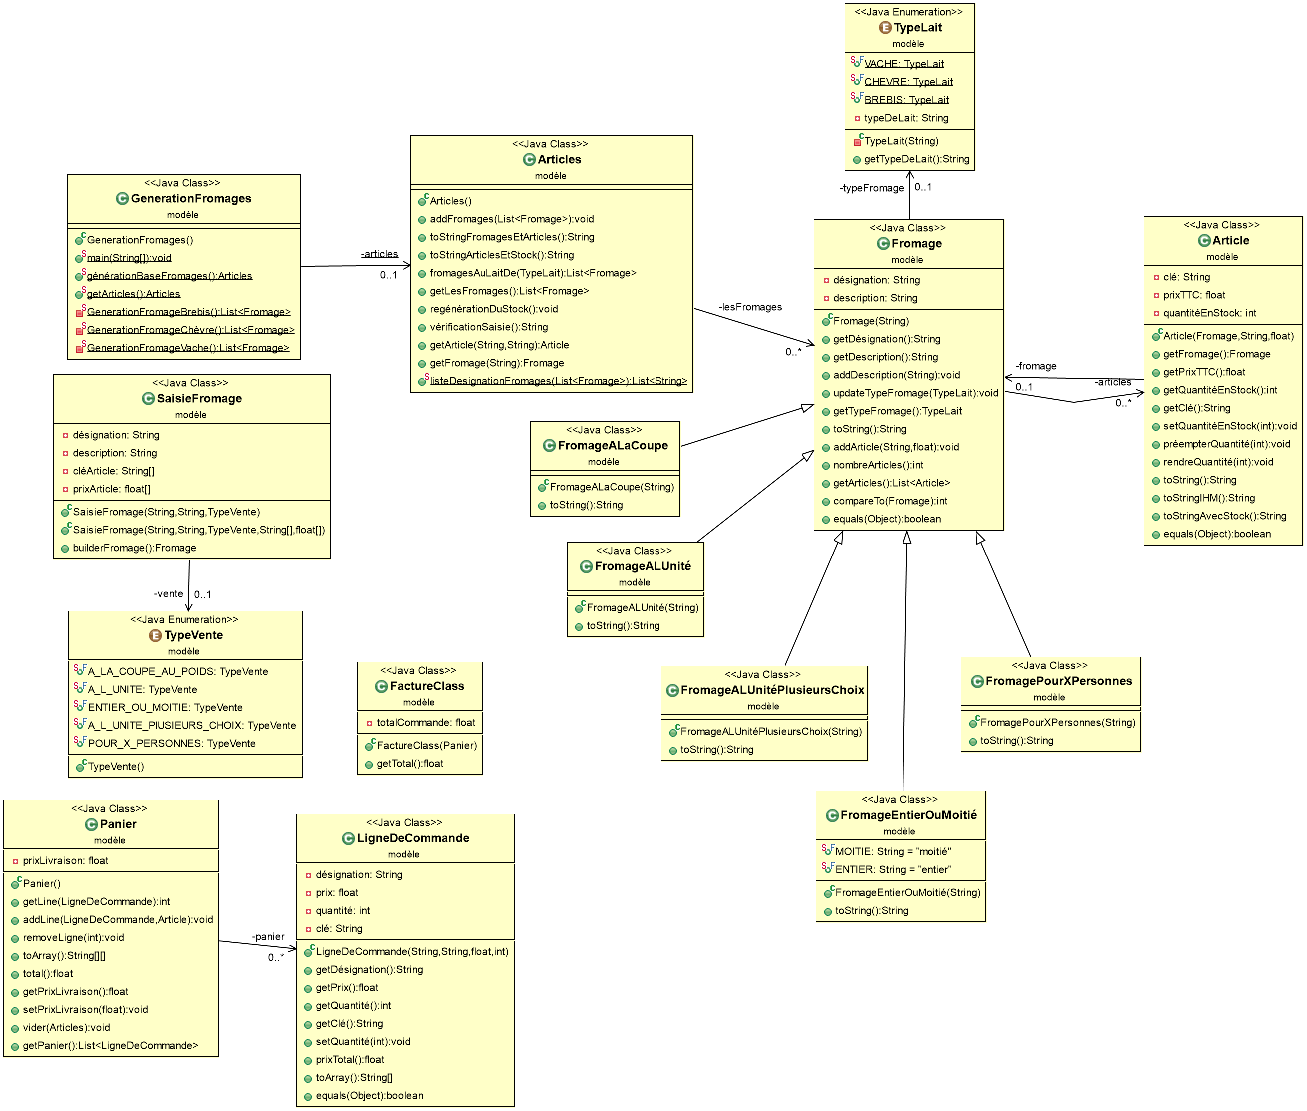 <<Java Enumeration>>
TypeLait
modèle
VACHE: TypeLait
CHEVRE: TypeLait
BREBIS: TypeLait
typeDeLait: String
TypeLait(String)
getTypeDeLait():String
-typeFromage
0..1
<<Java Class>>
Articles
modèle
Articles()
addFromages(List<Fromage>):void
toStringFromagesEtArticles():String
toStringArticlesEtStock():String
fromagesAuLaitDe(TypeLait):List<Fromage>
getLesFromages():List<Fromage>
regénérationDuStock():void
vérificationSaisie():String
getArticle(String,String):Article
getFromage(String):Fromage
listeDesignationFromages(List<Fromage>):List<String>
<<Java Class>>
GenerationFromages
modèle
GenerationFromages()
main(String[]):void
générationBaseFromages():Articles
getArticles():Articles
GenerationFromageBrebis():List<Fromage>
GenerationFromageChèvre():List<Fromage>
GenerationFromageVache():List<Fromage>
-articles
0..1
-lesFromages
0..*
<<Java Class>>
Fromage
modèle
désignation: String
description: String
Fromage(String)
getDésignation():String
getDescription():String
addDescription(String):void
updateTypeFromage(TypeLait):void
getTypeFromage():TypeLait
toString():String
addArticle(String,float):void
nombreArticles():int
getArticles():List<Article>
compareTo(Fromage):int
equals(Object):boolean
-fromage
0..1
-articles
0..*
<<Java Class>>
Article
modèle
clé: String
prixTTC: float
quantitéEnStock: int
Article(Fromage,String,float)
getFromage():Fromage
getPrixTTC():float
getQuantitéEnStock():int
getClé():String
setQuantitéEnStock(int):void
préempterQuantité(int):void
rendreQuantité(int):void
toString():String
toStringIHM():String
toStringAvecStock():String
equals(Object):boolean
<<Java Class>>
SaisieFromage
modèle
désignation: String
description: String
cléArticle: String[]
prixArticle: float[]
SaisieFromage(String,String,TypeVente)
SaisieFromage(String,String,TypeVente,String[],float[])
builderFromage():Fromage
-vente
0..1
<<Java Class>>
FromageALaCoupe
modèle
FromageALaCoupe(String)
toString():String
<<Java Class>>
FromageALUnité
modèle
FromageALUnité(String)
toString():String
<<Java Enumeration>>
TypeVente
modèle
A_LA_COUPE_AU_POIDS: TypeVente
A_L_UNITE: TypeVente
ENTIER_OU_MOITIE: TypeVente
A_L_UNITE_PIUSIEURS_CHOIX: TypeVente
POUR_X_PERSONNES: TypeVente
TypeVente()
<<Java Class>>
FactureClass
modèle
totalCommande: float
FactureClass(Panier)
getTotal():float
<<Java Class>>
FromageALUnitéPlusieursChoix
modèle
FromageALUnitéPlusieursChoix(String)
toString():String
<<Java Class>>
FromagePourXPersonnes
modèle
FromagePourXPersonnes(String)
toString():String
<<Java Class>>
FromageEntierOuMoitié
modèle
MOITIE: String = "moitié"
ENTIER: String = "entier"
FromageEntierOuMoitié(String)
toString():String
<<Java Class>>
Panier
modèle
prixLivraison: float
Panier()
getLine(LigneDeCommande):int
addLine(LigneDeCommande,Article):void
removeLigne(int):void
toArray():String[][]
total():float
getPrixLivraison():float
setPrixLivraison(float):void
vider(Articles):void
getPanier():List<LigneDeCommande>
-panier
0..*
<<Java Class>>
LigneDeCommande
modèle
désignation: String
prix: float
quantité: int
clé: String
LigneDeCommande(String,String,float,int)
getDésignation():String
getPrix():float
getQuantité():int
getClé():String
setQuantité(int):void
prixTotal():float
toArray():String[]
equals(Object):boolean